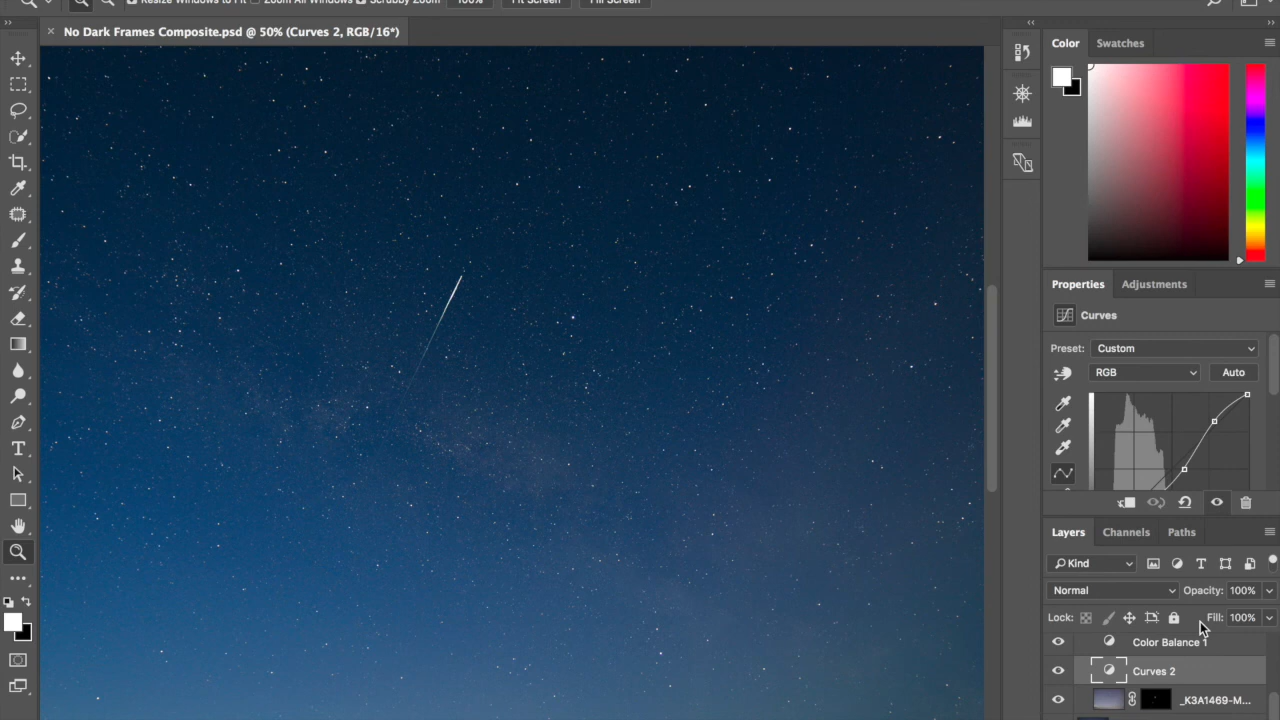 Resize Windows to Fit Zoom All Windows Scrubby Zoom 100% Fit Screen Fill Screen
No Dark Frames Composite.psd @ 50% (Curves 2, RGB/16*)
Color Swatches
Properties Adjustments
Curves
Preset: Custom
RGB Auto
Layers Channels Paths
Kind
Normal Opacity: 100%
Lock: Fill: 100%
Color Balance 1
Curves 2
_K3A1469-M...